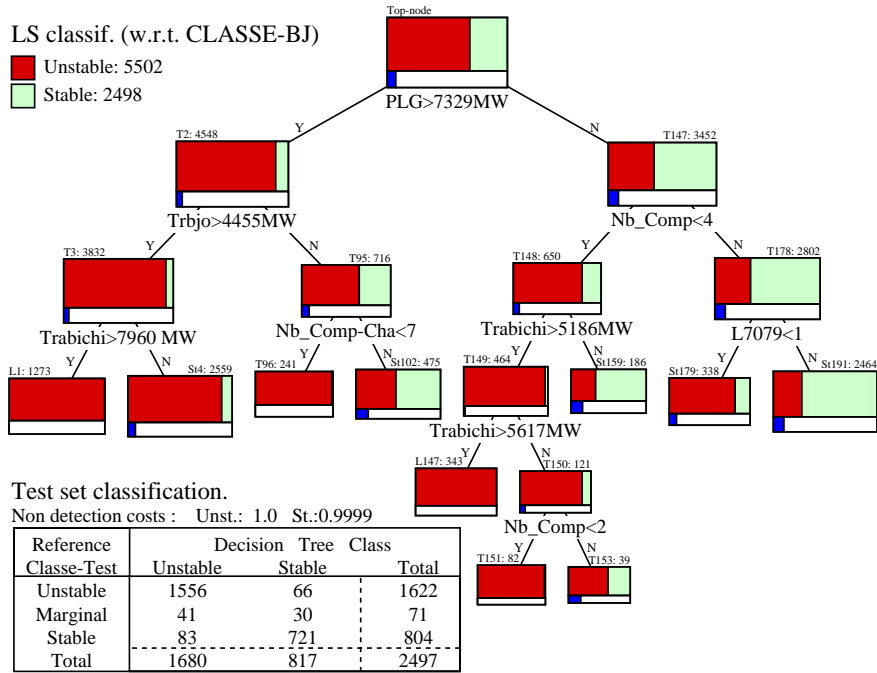 Top-node
LS classif. (w.r.t. CLASSE-BJ)
Unstable: 5502
Stable: 2498
PLG>7329MW
Y N
T2: 4548 T147: 3452
Trbjo>4455MW Nb_Comp<4
Y N Y N
T3: 3832 T95: 716 T148: 650 T178: 2802
Trabichi>7960 MW Nb_Comp-Cha<7 Trabichi>5186MW L7079<1
Y N Y N Y N Y N
L1: 1273 St4: 2559 T96: 241 St102: 475 T149: 464 St159: 186 St179: 338 St191: 2464
Trabichi>5617MW
Y N
L147: 343 T150: 121
Nb_Comp<2
Y N
T151: 82 T153: 39
Test set classification.
Non detection costs : Unst.: 1.0 St.:0.9999
Reference Decision Tree Class
Classe-Test Unstable Stable Total
Unstable 1556 66 1622
Marginal 41 30 71
Stable 83 721 804
Total 1680 817 2497